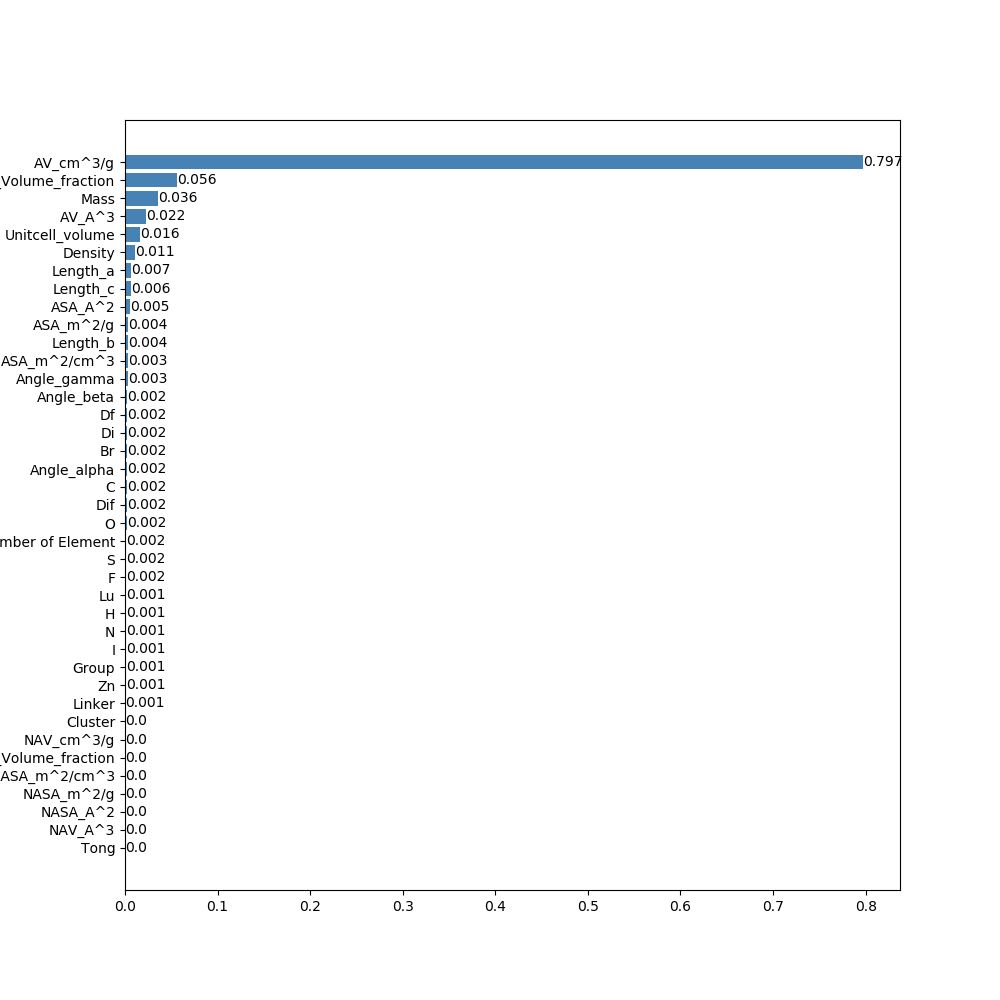 AV_cm^3/g 0.797
_Volume_fraction 0.056
Mass 0.036
AV_A^3 0.022
Unitcell_volume 0.016
Density 0.011
Length_a 0.007
Length_c 0.006
ASA_A^2 0.005
ASA_m^2/g 0.004
Length_b 0.004
ASA_m^2/cm^3 0.003
Angle_gamma 0.003
Angle_beta 0.002
Df 0.002
Di 0.002
Br 0.002
Angle_alpha 0.002
C 0.002
Dif 0.002
O 0.002
mber of Element 0.002
S 0.002
F 0.002
Lu 0.001
H 0.001
N 0.001
I 0.001
Group 0.001
Zn 0.001
Linker 0.001
Cluster 0.0
NAV_cm^3/g 0.0
_Volume_fraction 0.0
ASA_m^2/cm^3 0.0
NASA_m^2/g 0.0
NASA_A^2 0.0
NAV_A^3 0.0
Tong 0.0
0.0 0.1 0.2 0.3 0.4 0.5 0.6 0.7 0.8